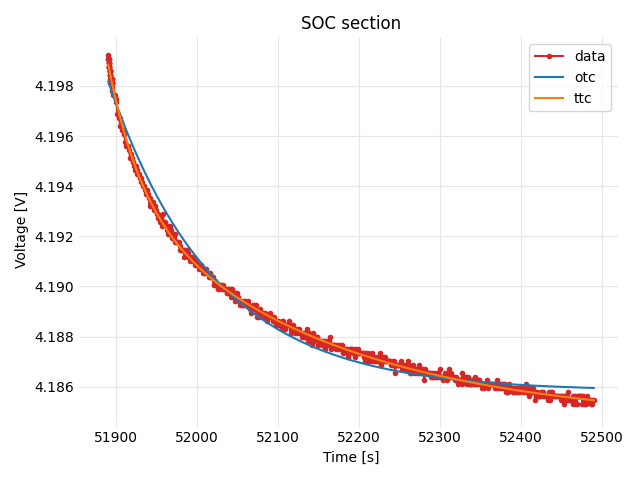 SOC section
data
otc
ttc
4.198
4.196
4.194
4.192
4.190
4.188
4.186
Voltage [V]
51900 52000 52100 52200 52300 52400 52500
Time [s]